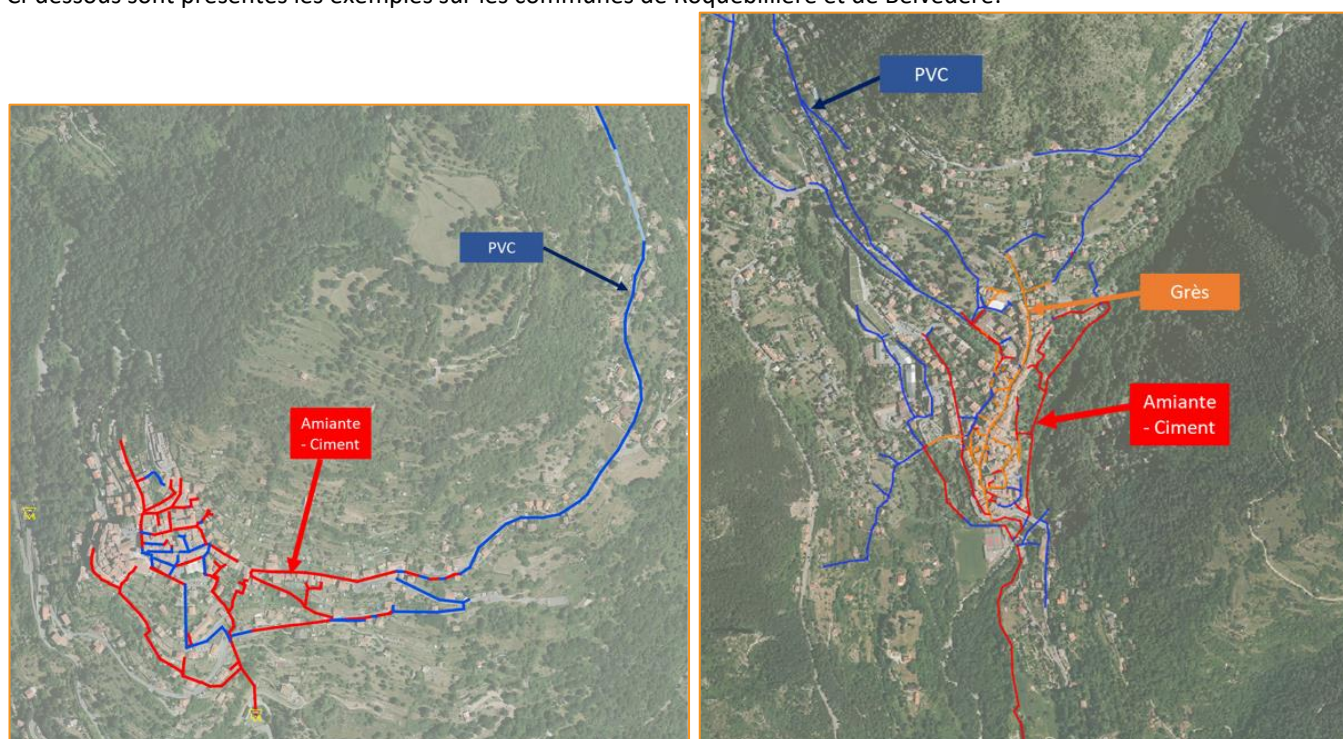 Ci-dessous sont présentés les exemples sur les communes de Roquebillière et de Belvédère.
PVC
Amiante
- Ciment
PVC
Grès
Amiante
- Ciment